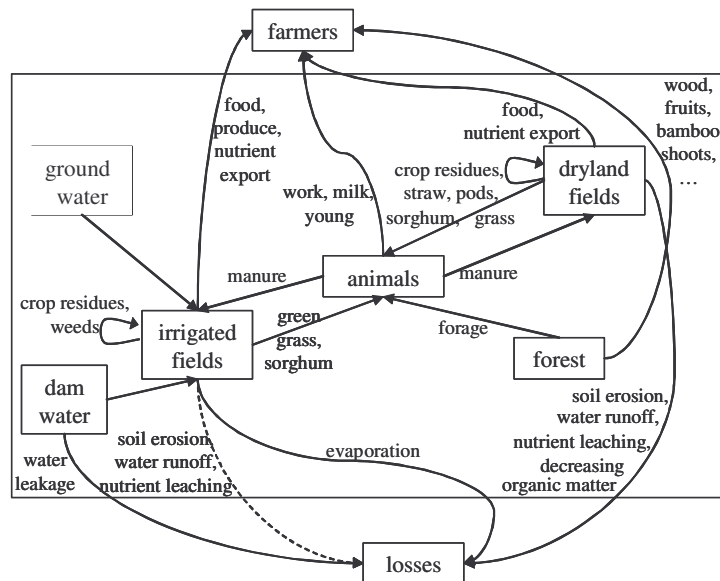 farmers
wood,
fruits,
bamboo
shoots,
...
food,
produce,
nutrient
export
food,
nutrient export
ground
water
crop residues,
straw, pods,
sorghum, grass
dryland
fields
work, milk,
young
manure
animals
manure
crop residues,
weeds
irrigated
fields
green
grass,
sorghum
forage
forest
dam
water
soil erosion,
water runoff,
nutrient leaching,
decreasing
organic matter
soil erosion,
water runoff,
nutrient leaching
evaporation
water
leakage
losses